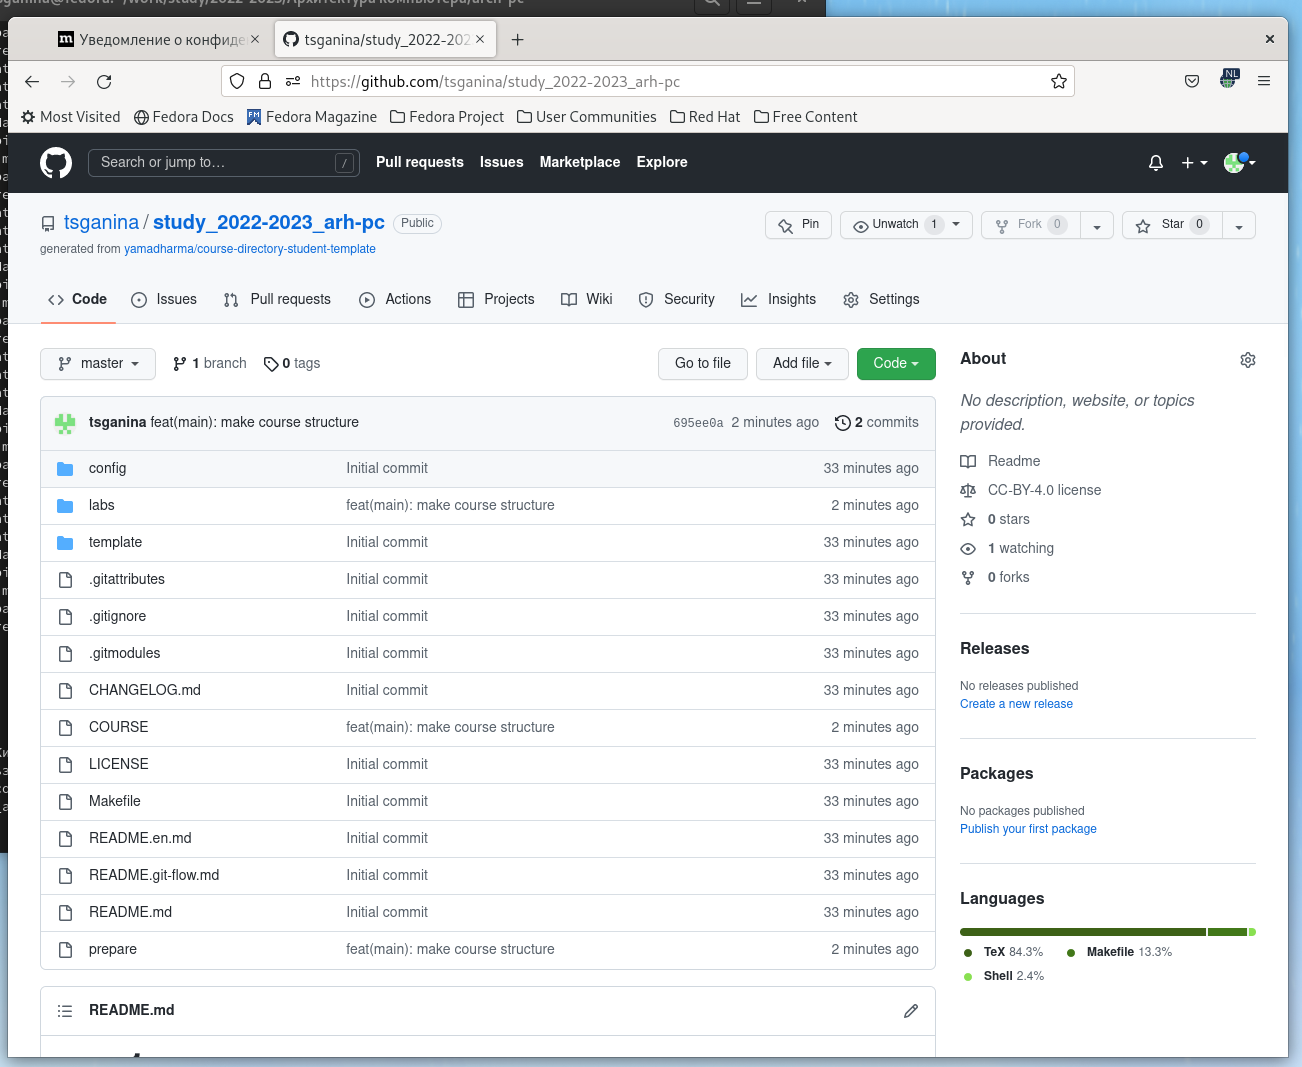 Уведомление о конфиде
tsganina/study_2022-202
https://github.com/tsganina/study_2022-2023_arh-pc
NL
Most Visited
Fedora Docs
Fedora Magazine
Fedora Project
User Communities
Red Hat
Free Content
Search or jump to… /
Pull requests
Issues
Marketplace
Explore
tsganina / study_2022-2023_arh-pc Public
generated from yamadharma/course-directory-student-template
Pin
Unwatch 1
Fork 0
Star 0
Code
Issues
Pull requests
Actions
Projects
Wiki
Security
Insights
Settings
master
1 branch
0 tags
Go to file
Add file
Code
tsganina feat(main): make course structure 695ee0a 2 minutes ago 2 commits
config Initial commit 33 minutes ago
labs feat(main): make course structure 2 minutes ago
template Initial commit 33 minutes ago
.gitattributes Initial commit 33 minutes ago
.gitignore Initial commit 33 minutes ago
.gitmodules Initial commit 33 minutes ago
CHANGELOG.md Initial commit 33 minutes ago
COURSE feat(main): make course structure 2 minutes ago
LICENSE Initial commit 33 minutes ago
Makefile Initial commit 33 minutes ago
README.en.md Initial commit 33 minutes ago
README.git-flow.md Initial commit 33 minutes ago
README.md Initial commit 33 minutes ago
prepare feat(main): make course structure 2 minutes ago
README.md
About
No description, website, or topics
provided.
Readme
CC-BY-4.0 license
0 stars
1 watching
0 forks
Releases
No releases published
Create a new release
Packages
No packages published
Publish your first package
Languages
TeX 84.3% Makefile 13.3%
Shell 2.4%